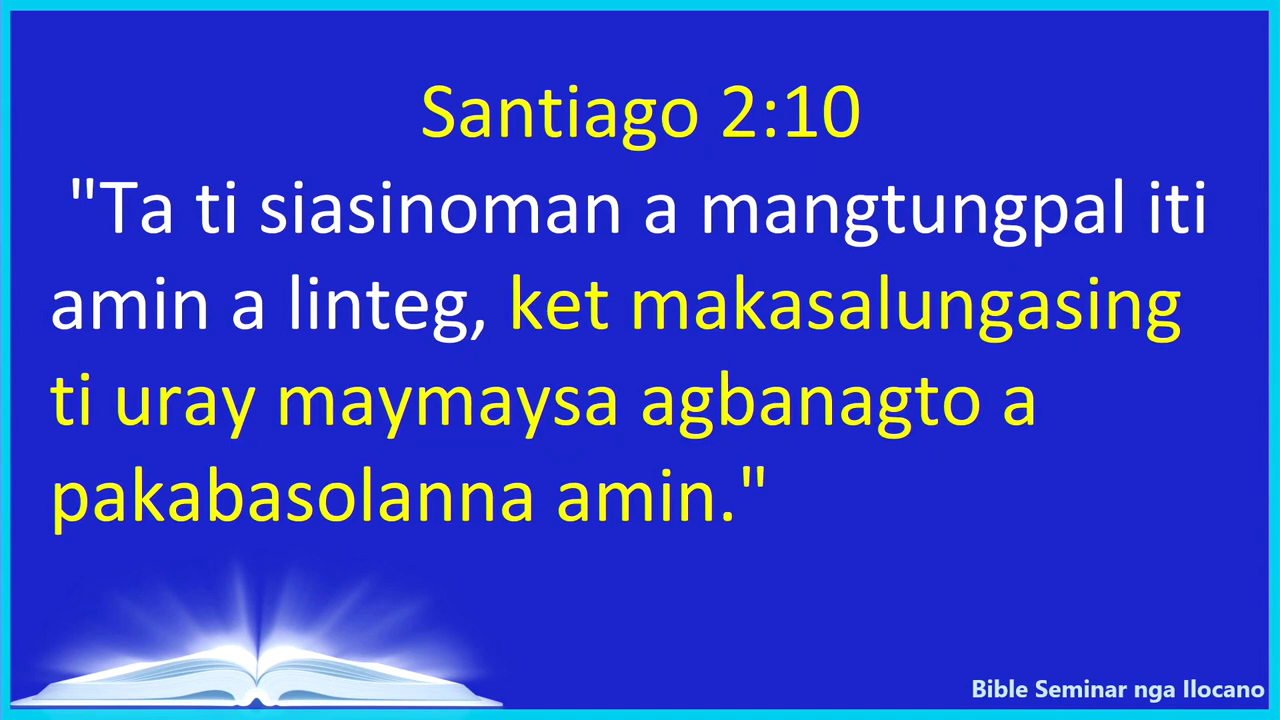 Santiago 2:10
"Ta ti siasinoman a mangtungpal iti
amin a linteg, ket makasalungasing
ti uray maymaysa agbanagto a
pakabasolanna amin."
Bible Seminar nga Ilocano